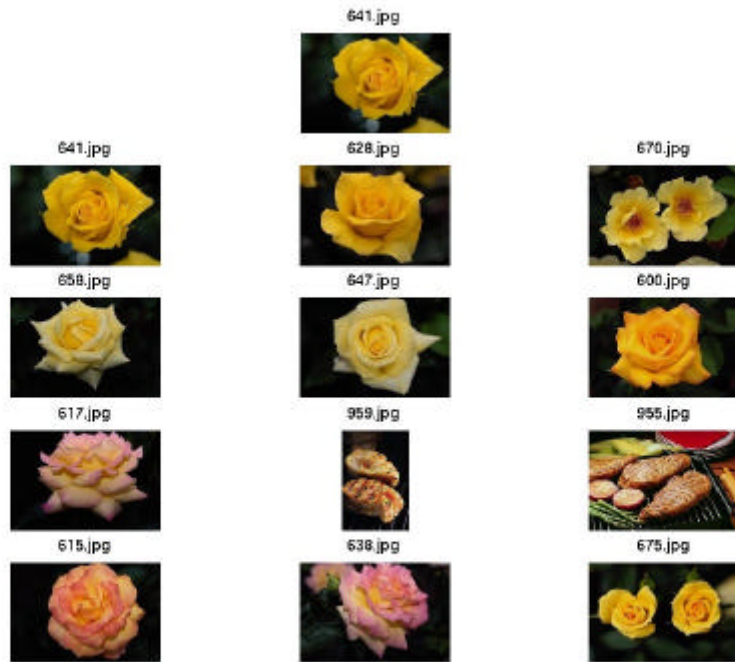 641.jpg
641.jpg 628.jpg 670.jpg
658.jpg 647.jpg 600.jpg
617.jpg 959.jpg 955.jpg
615.jpg 638.jpg 675.jpg